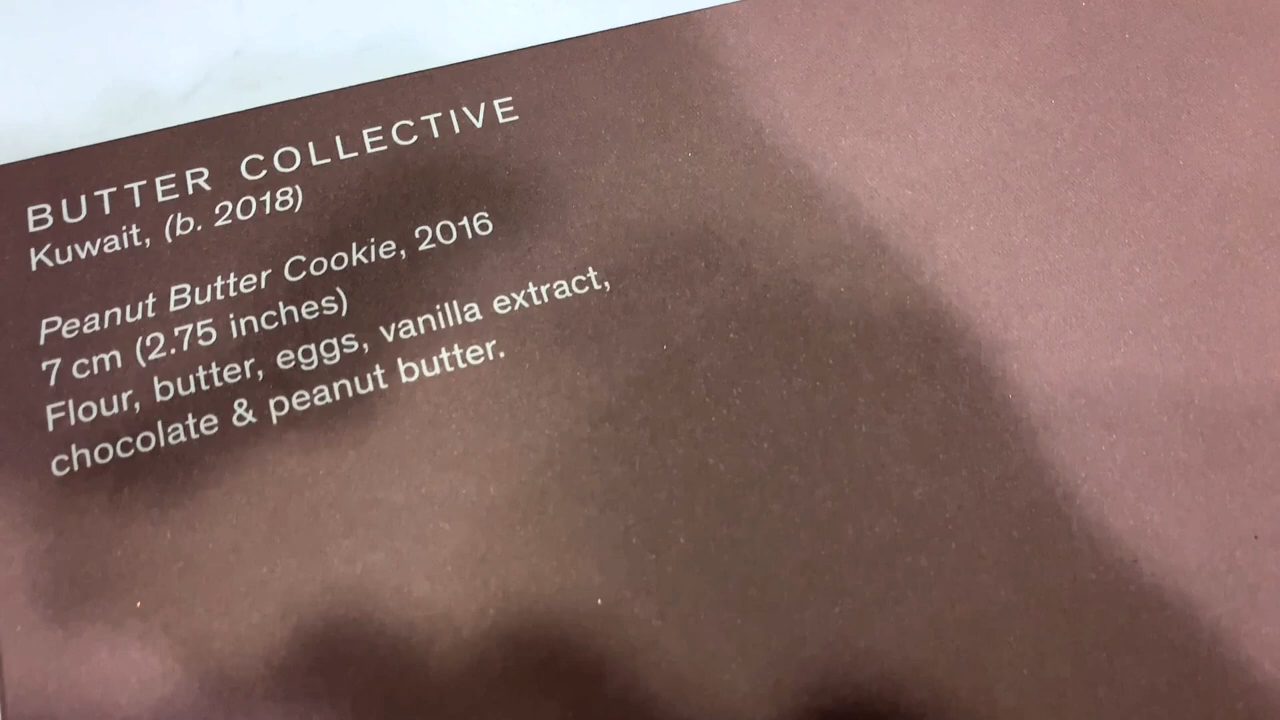 BUTTER COLLECTIVE
Kuwait, (b. 2018)
Peanut Butter Cookie, 2016
7 cm (2.75 inches)
Flour, butter, eggs, vanilla extract,
chocolate & peanut butter.